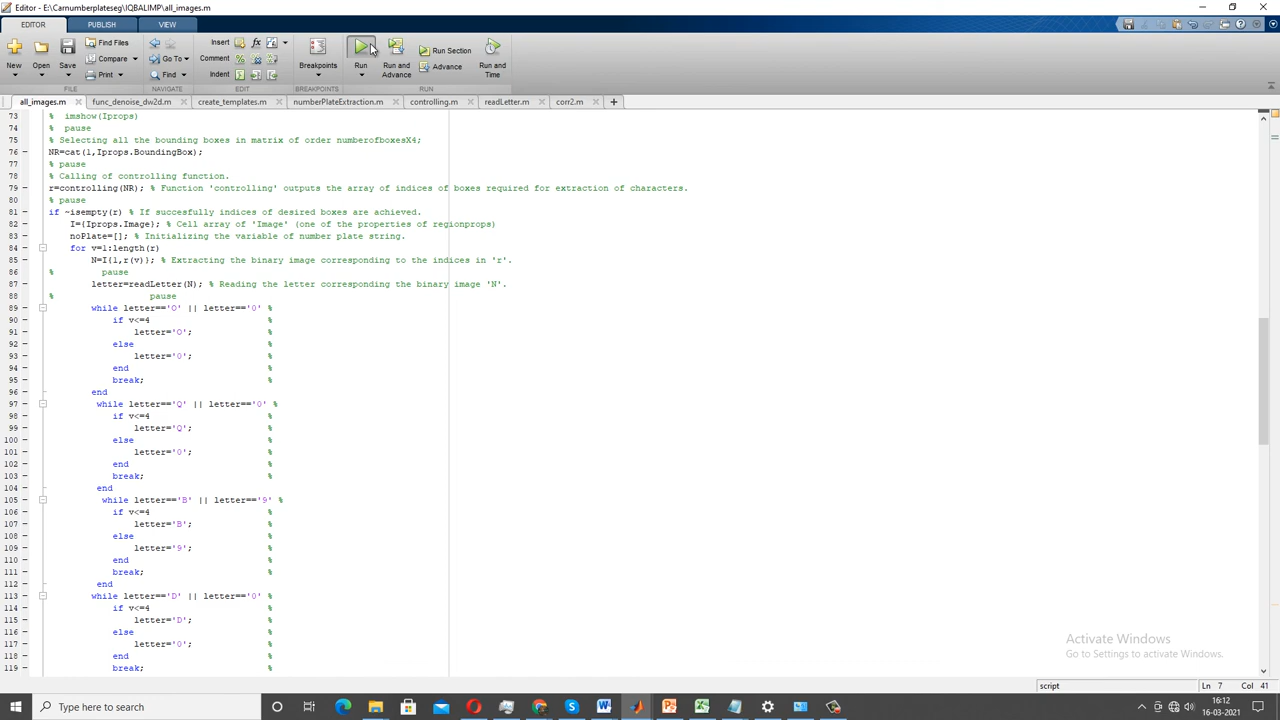 Editor - E:\Carnumberplateseg\IQBALIMP\all_images.m
EDITOR PUBLISH VIEW
New Open Save Find Files Compare Print
Go To Find
Insert fx
Comment
Indent
Breakpoints
Run Run and Advance Run Section Advance Run and Time
FILE NAVIGATE EDIT BREAKPOINTS RUN
all_images.m × func_denoise_dw2d.m × create_templates.m × numberPlateExtraction.m × controlling.m × readLetter.m × corr2.m × +
73 % imshow(Iprops)
74 % pause
75 % Selecting all the bounding boxes in matrix of order numberofboxesX4;
76 NR=cat(1,Iprops.BoundingBox);
77 % pause
78 % Calling of controlling function.
79 r=controlling(NR); % Function 'controlling' outputs the array of indices of boxes required for extraction of characters.
80 % pause
81 if ~isempty(r) % If succesfully indices of desired boxes are achieved.
82 I={Iprops.Image}; % Cell array of 'Image' (one of the properties of regionprops)
83 noPlate=[]; % Initializing the variable of number plate string.
84 for v=1:length(r)
85 N=I{1,r(v)}; % Extracting the binary image corresponding to the indices in 'r'.
86 % pause
87 letter=readLetter(N); % Reading the letter corresponding the binary image 'N'.
88 % pause
89 while letter=='O' || letter=='0' %
90 if v<=4 %
91 letter='O'; %
92 else %
93 letter='0'; %
94 end %
95 break; %
96 end
97 while letter=='Q' || letter=='0' %
98 if v<=4 %
99 letter='Q'; %
100 else %
101 letter='0'; %
102 end %
103 break; %
104 end
105 while letter=='B' || letter=='9' %
106 if v<=4 %
107 letter='B'; %
108 else %
109 letter='9'; %
110 end %
111 break; %
112 end
113 while letter=='D' || letter=='0' %
114 if v<=4 %
115 letter='D'; %
116 else %
117 letter='0'; %
118 end %
119 break; %
Activate Windows
Go to Settings to activate Windows.
script Ln 7 Col 41
Type here to search
16:12
16-03-2021